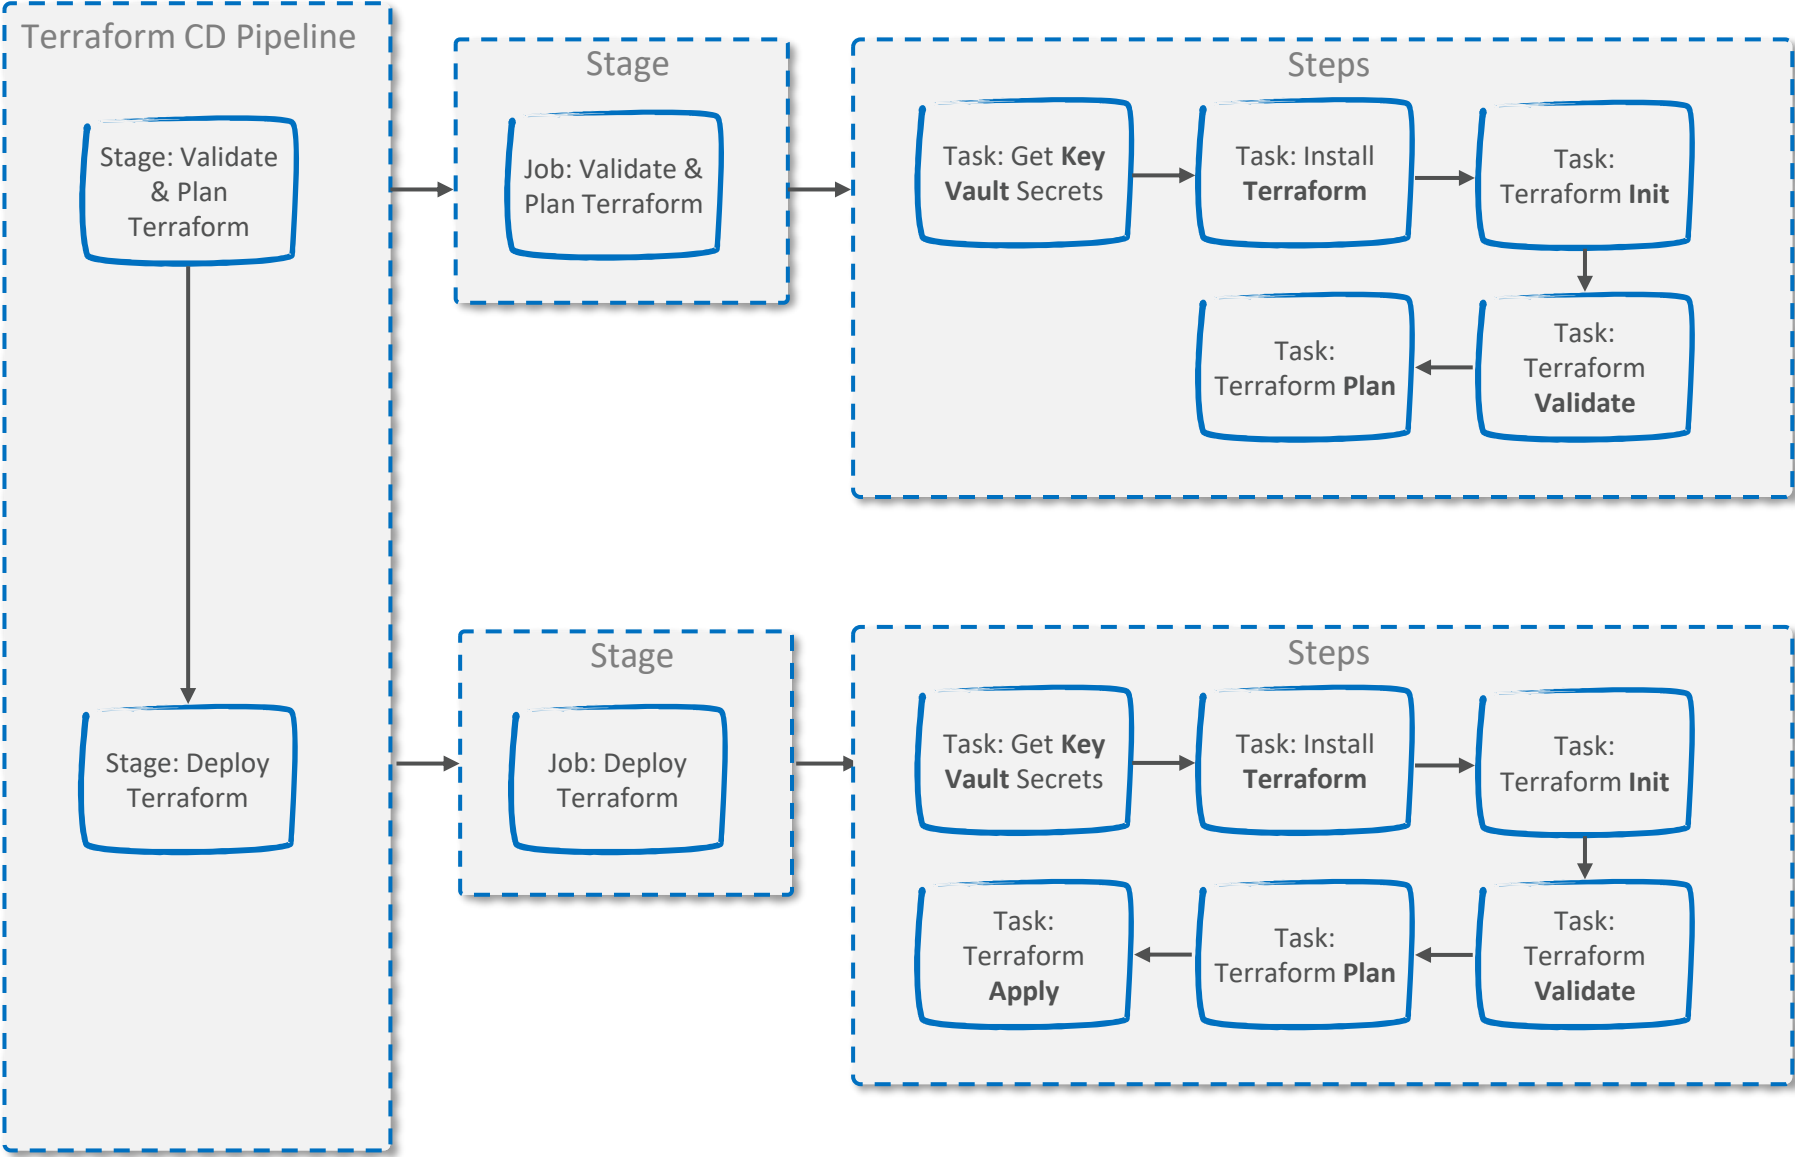 Terraform CD Pipeline
Stage: Validate
& Plan
Terraform
Stage: Deploy
Terraform
Stage
Job: Validate &
Plan Terraform
Steps
Task: Get Key
Vault Secrets
Task: Install
Terraform
Task:
Terraform Init
Task:
Terraform
Validate
Task:
Terraform Plan
Stage
Job: Deploy
Terraform
Steps
Task: Get Key
Vault Secrets
Task: Install
Terraform
Task:
Terraform Init
Task:
Terraform
Validate
Task:
Terraform Plan
Task:
Terraform
Apply